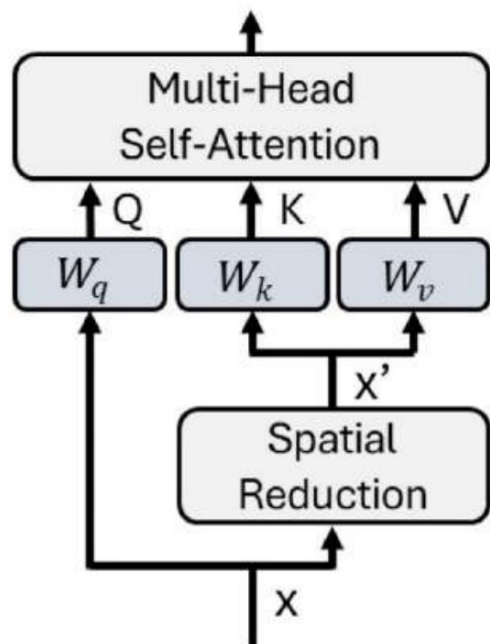 Multi-Head
Self-Attention
Q
K
V
W_q
W_k
W_v
x'
Spatial
Reduction
x